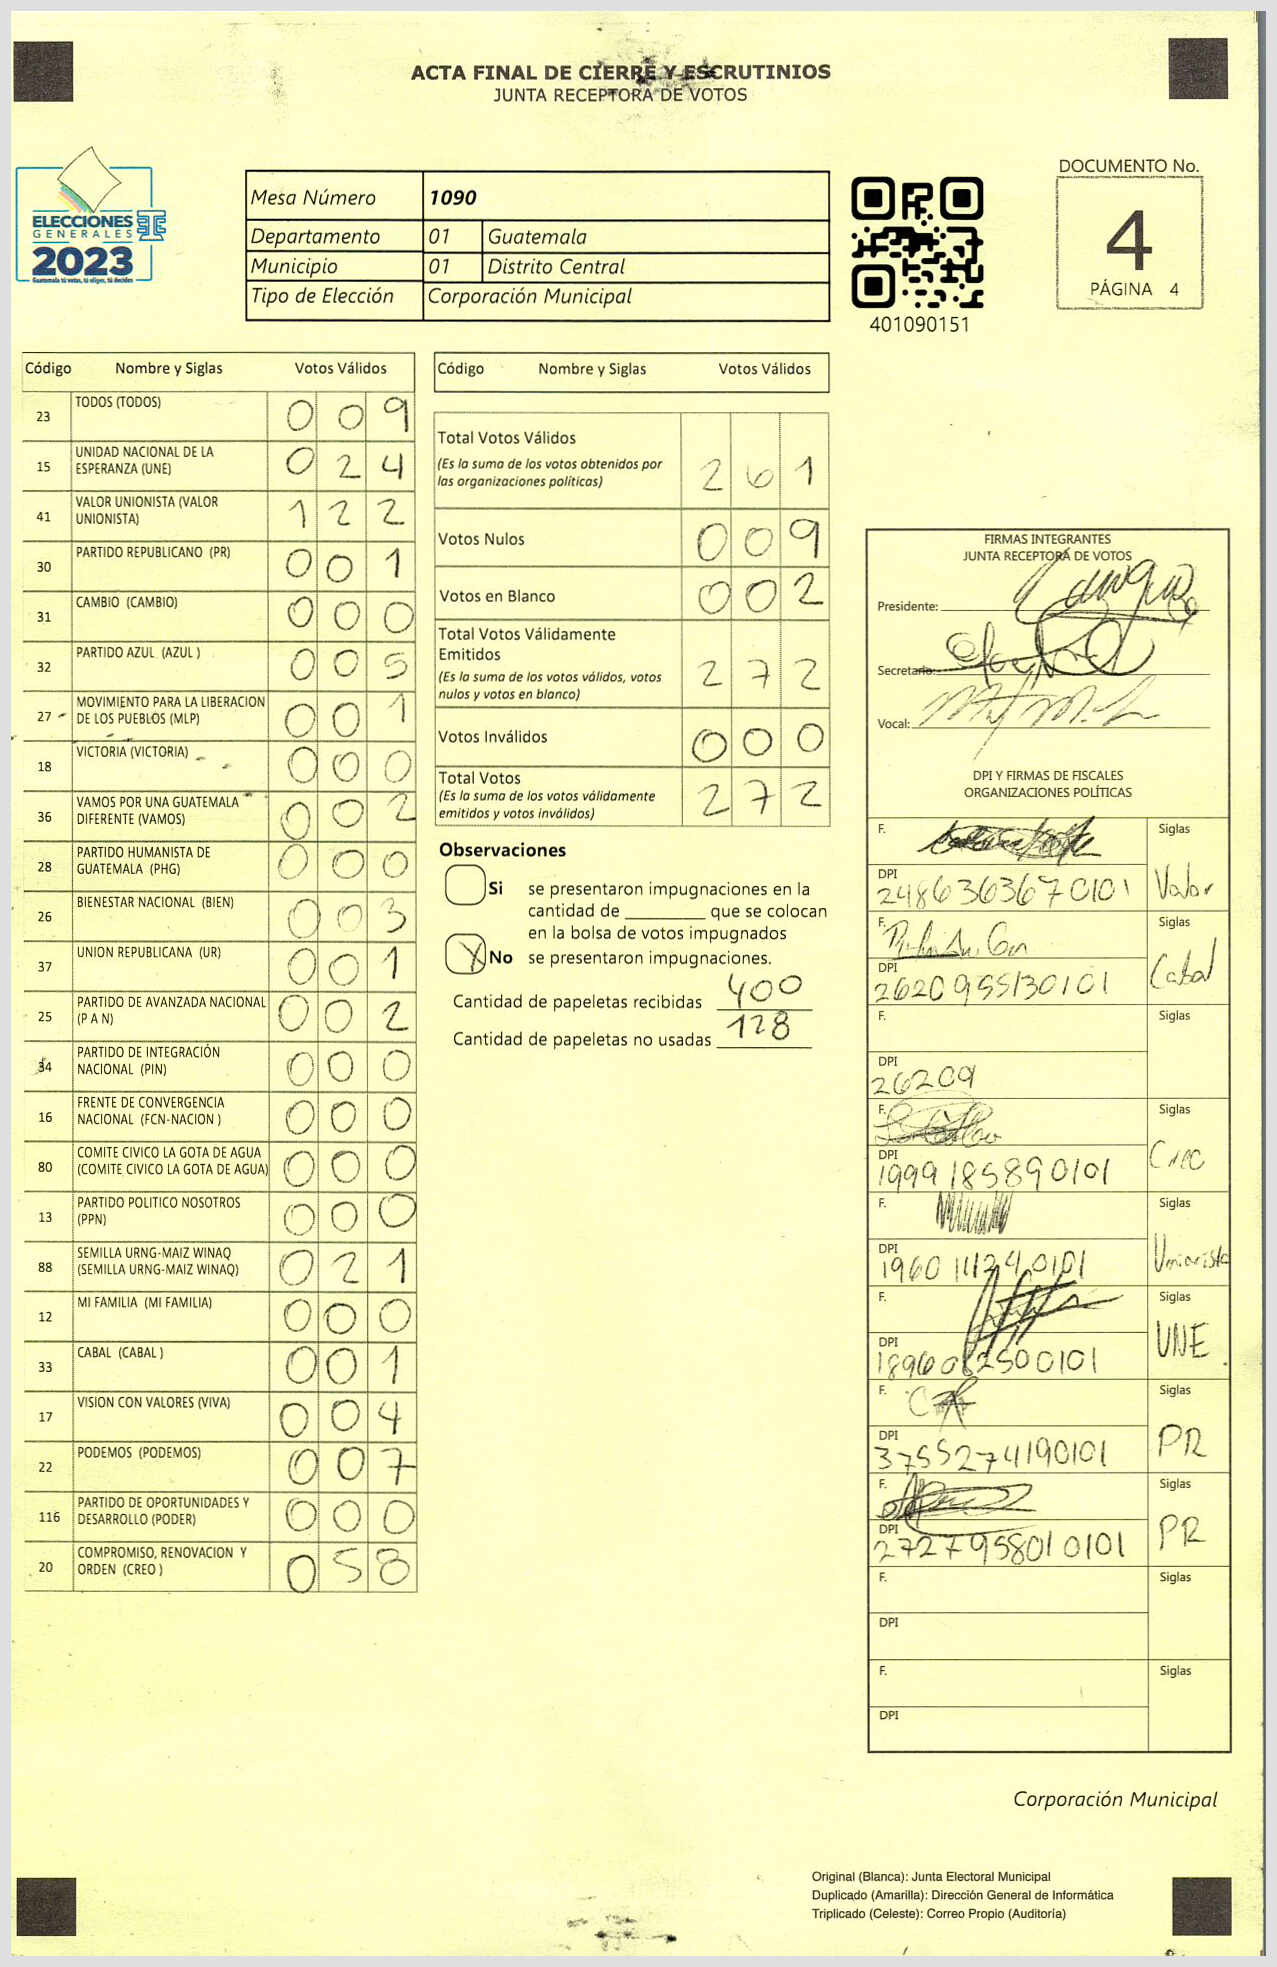 ACTA FINAL DE CIERRE Y ESCRUTINIOS
JUNTA RECEPTORA DE VOTOS
ELECCIONES
GENERALES
2023
Guatemala tú votas, tú eliges, tú decides
Mesa Número 1090
Departamento 01 Guatemala
Municipio 01 Distrito Central
Tipo de Elección Corporación Municipal
401090151
DOCUMENTO No.
4
PÁGINA 4
Código Nombre y Siglas Votos Válidos
23 TODOS (TODOS) 0 0 9
15 UNIDAD NACIONAL DE LA ESPERANZA (UNE) 0 2 4
41 VALOR UNIONISTA (VALOR UNIONISTA) 1 2 2
30 PARTIDO REPUBLICANO (PR) 0 0 1
31 CAMBIO (CAMBIO) 0 0 0
32 PARTIDO AZUL (AZUL ) 0 0 5
27 MOVIMIENTO PARA LA LIBERACION DE LOS PUEBLOS (MLP) 0 0 1
18 VICTORIA (VICTORIA) 0 0 0
36 VAMOS POR UNA GUATEMALA DIFERENTE (VAMOS) 0 0 2
28 PARTIDO HUMANISTA DE GUATEMALA (PHG) 0 0 0
26 BIENESTAR NACIONAL (BIEN) 0 0 3
37 UNION REPUBLICANA (UR) 0 0 1
25 PARTIDO DE AVANZADA NACIONAL (P A N) 0 0 2
34 PARTIDO DE INTEGRACIÓN NACIONAL (PIN) 0 0 0
16 FRENTE DE CONVERGENCIA NACIONAL (FCN-NACION ) 0 0 0
80 COMITE CIVICO LA GOTA DE AGUA (COMITE CIVICO LA GOTA DE AGUA) 0 0 0
13 PARTIDO POLITICO NOSOTROS (PPN) 0 0 0
88 SEMILLA URNG-MAIZ WINAQ (SEMILLA URNG-MAIZ WINAQ) 0 2 1
12 MI FAMILIA (MI FAMILIA) 0 0 0
33 CABAL (CABAL ) 0 0 1
17 VISION CON VALORES (VIVA) 0 0 4
22 PODEMOS (PODEMOS) 0 0 7
116 PARTIDO DE OPORTUNIDADES Y DESARROLLO (PODER) 0 0 0
20 COMPROMISO, RENOVACION Y ORDEN (CREO ) 0 5 8
Código Nombre y Siglas Votos Válidos
Total Votos Válidos
(Es la suma de los votos obtenidos por
las organizaciones políticas) 2 6 1
Votos Nulos 0 0 9
Votos en Blanco 0 0 2
Total Votos Válidamente
Emitidos
(Es la suma de los votos válidos, votos
nulos y votos en blanco) 2 7 2
Votos Inválidos 0 0 0
Total Votos
(Es la suma de los votos válidamente
emitidos y votos inválidos) 2 7 2
Observaciones
Si se presentaron impugnaciones en la
cantidad de ________ que se colocan
en la bolsa de votos impugnados
X No se presentaron impugnaciones.
Cantidad de papeletas recibidas 400
Cantidad de papeletas no usadas 128
FIRMAS INTEGRANTES
JUNTA RECEPTORA DE VOTOS
Presidente:
Secretario:
Vocal:
DPI Y FIRMAS DE FISCALES
ORGANIZACIONES POLÍTICAS
F. Siglas
DPI
2486363670101 Valor
F. Siglas
DPI
2620955130101 Cabal
F. Siglas
DPI
26209
F. Siglas
DPI
1999185890101 Creo
F. Siglas
DPI
1960111240101 Unionista
F. Siglas
DPI
1896082500101 UNE
F. Siglas
DPI
3755274190101 PR
F. Siglas
DPI
2727958010101 PR
F. Siglas
DPI
F. Siglas
DPI
Corporación Municipal
Original (Blanca): Junta Electoral Municipal
Duplicado (Amarilla): Dirección General de Informática
Triplicado (Celeste): Correo Propio (Auditoría)